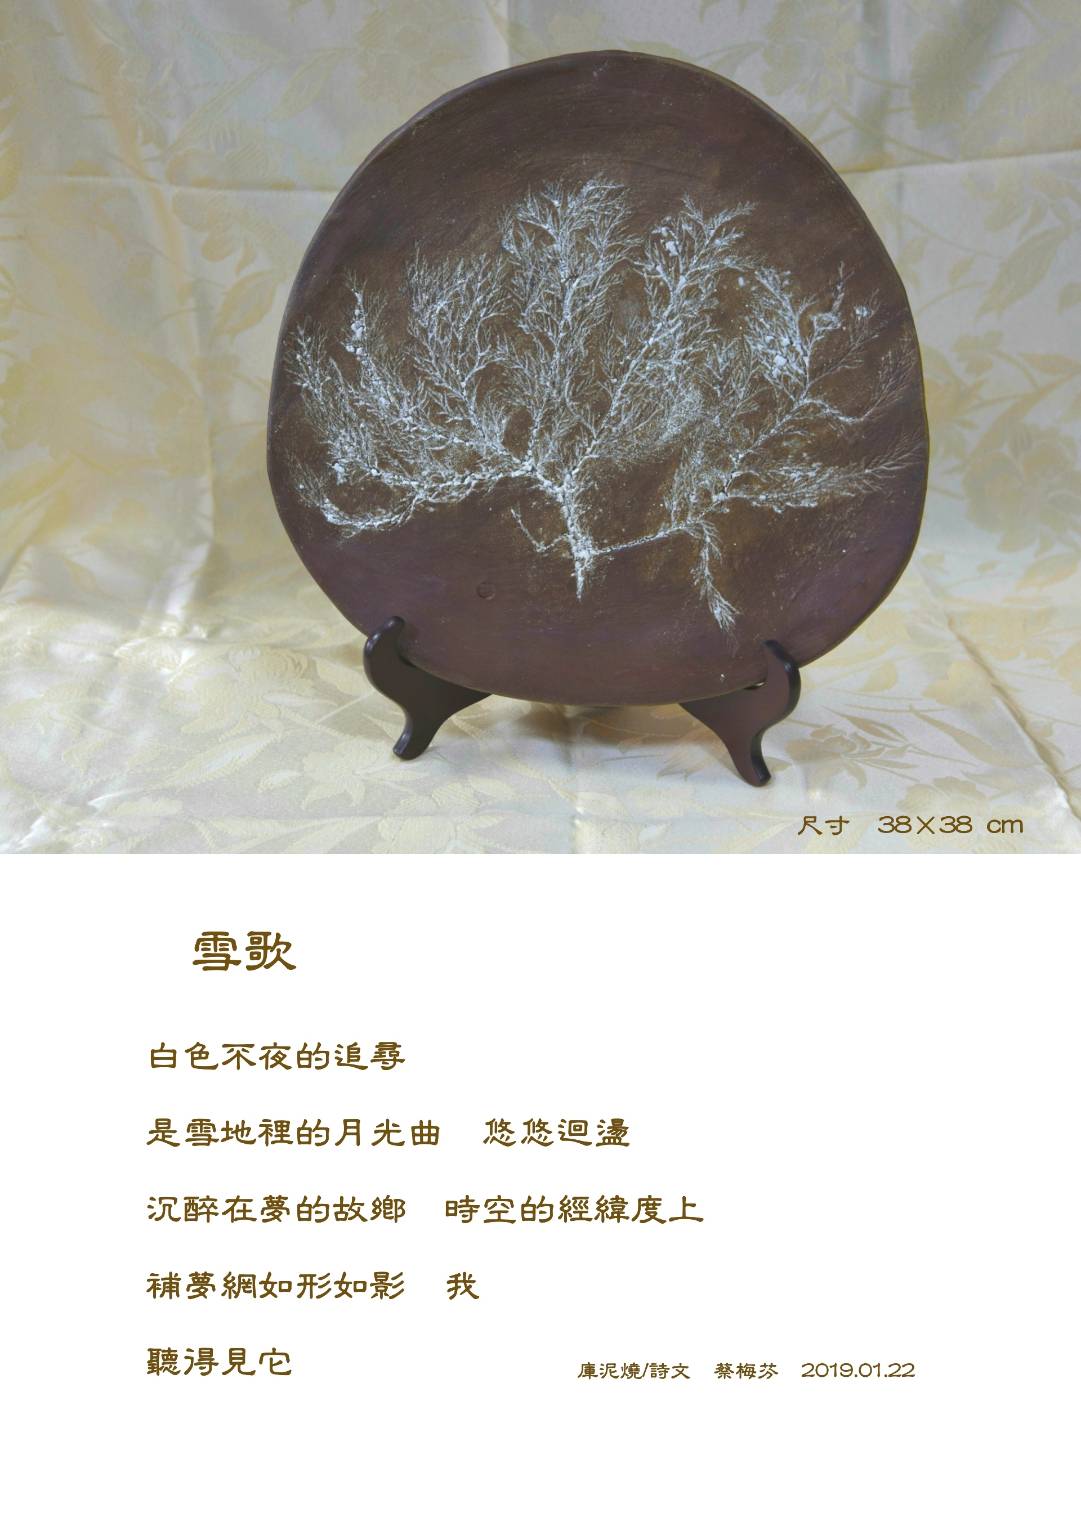 尺寸　38×38 cm
雪歌
白色不夜的追尋
是雪地裡的月光曲　悠悠迴盪
沉醉在夢的故鄉　時空的經緯度上
補夢網如形如影　我
聽得見它
庫泥燒/詩文　蔡梅芬　2019.01.22